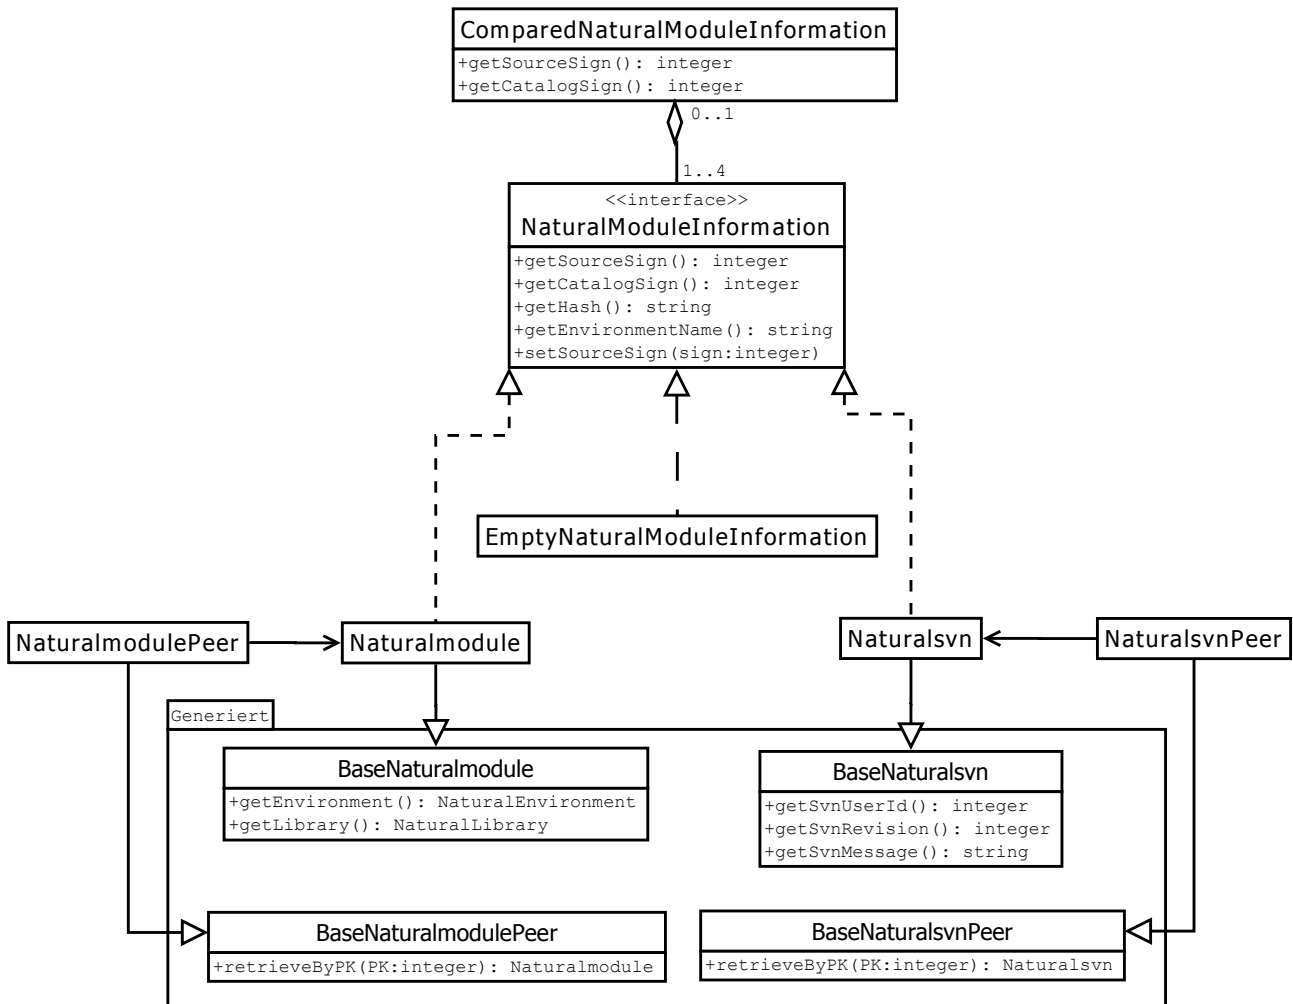 ComparedNaturalModuleInformation
+getSourceSign(): integer
+getCatalogSign(): integer
0..1
1..4
<<interface>>
NaturalModuleInformation
+getSourceSign(): integer
+getCatalogSign(): integer
+getHash(): string
+getEnvironmentName(): string
+setSourceSign(sign:integer)
EmptyNaturalModuleInformation
NaturalmodulePeer
Naturalmodule
Naturalsvn
NaturalsvnPeer
Generiert
BaseNaturalmodule
+getEnvironment(): NaturalEnvironment
+getLibrary(): NaturalLibrary
BaseNaturalsvn
+getSvnUserId(): integer
+getSvnRevision(): integer
+getSvnMessage(): string
BaseNaturalmodulePeer
+retrieveByPK(PK:integer): Naturalmodule
BaseNaturalsvnPeer
+retrieveByPK(PK:integer): Naturalsvn